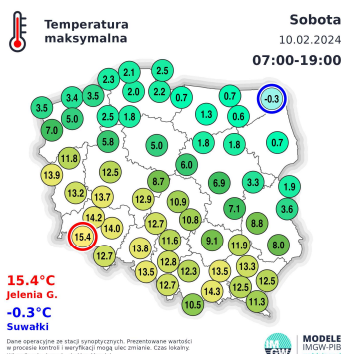 Temperatura
maksymalna
Sobota
10.02.2024
07:00-19:00
2.3 2.1 2.5
3.5 3.4 3.5 2.0 2.2 0.7 0.7 -0.3
7.0 5.0 2.5 1.8 1.3 0.6
5.8 5.0 1.8 1.8 0.7
11.8 6.0
13.9 12.5 8.7 6.9 3.3 1.9
13.2 13.7 12.9 10.9 7.1 3.6
14.2 12.7 10.8 8.8
15.4 14.0 11.6 9.1 11.9 8.0
12.7 13.8 12.8
13.5 12.3 13.5 13.3
12.7 14.3 12.5 12.5
10.5 11.3
15.4°C
Jelenia G.
-0.3°C
Suwałki
Dane operacyjne ze stacji synoptycznych. Prezentowane wartości
w procesie kontroli i weryfikacji mogą ulec zmianie. Czas lokalny.
IM
GW
MODELE
IMGW-PIB